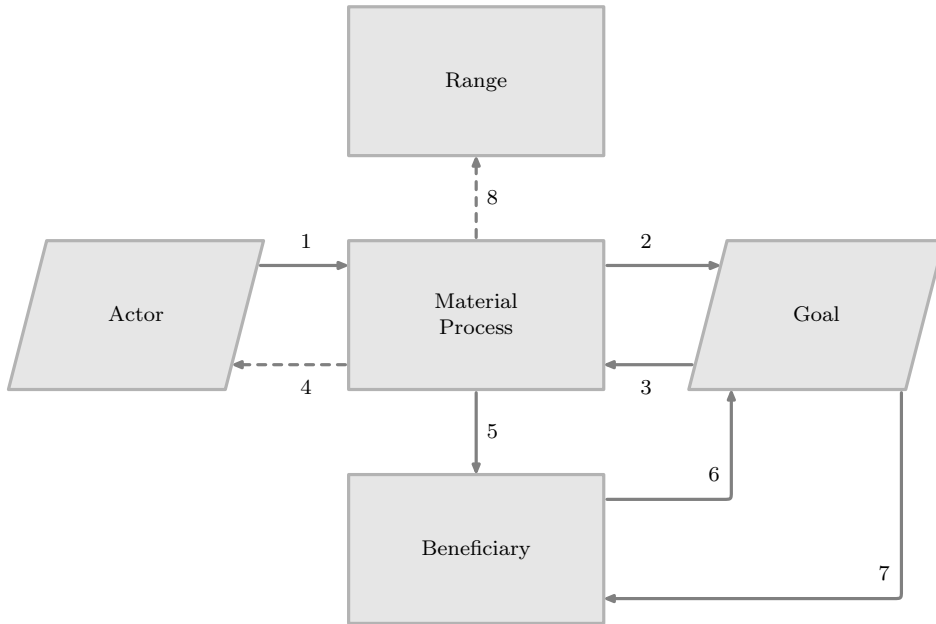 Range
8
1
2
Actor
Material
Process
Goal
4
3
5
6
Beneficiary
7